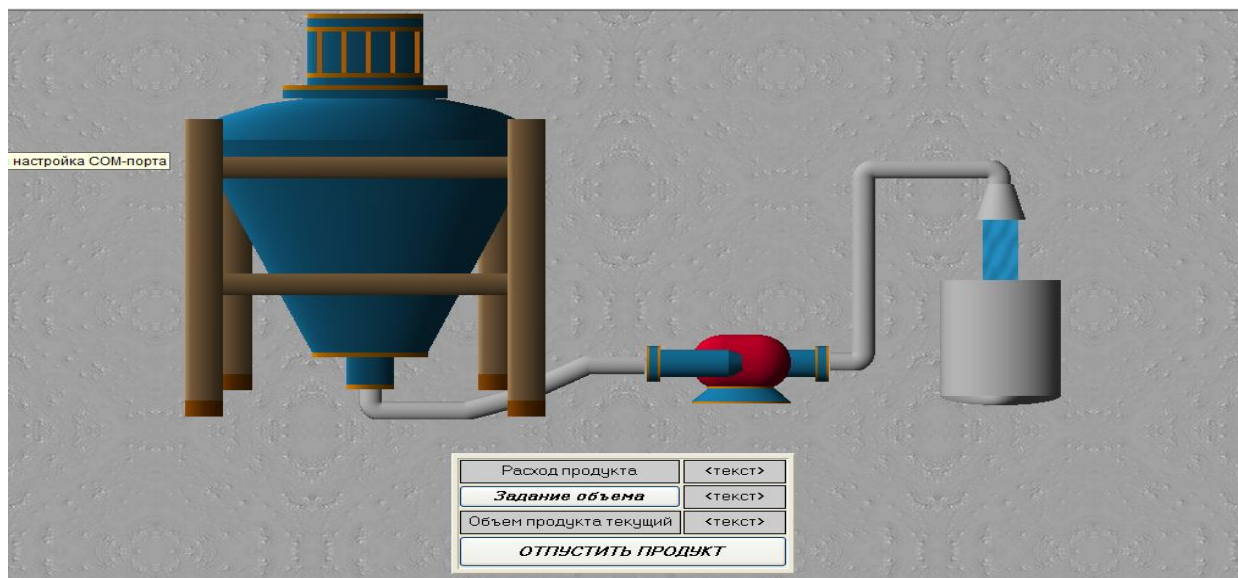 настройка COM-порта
Расход продукта <текст>
Задание объема <текст>
Объем продукта текущий <текст>
ОТПУСТИТЬ ПРОДУКТ